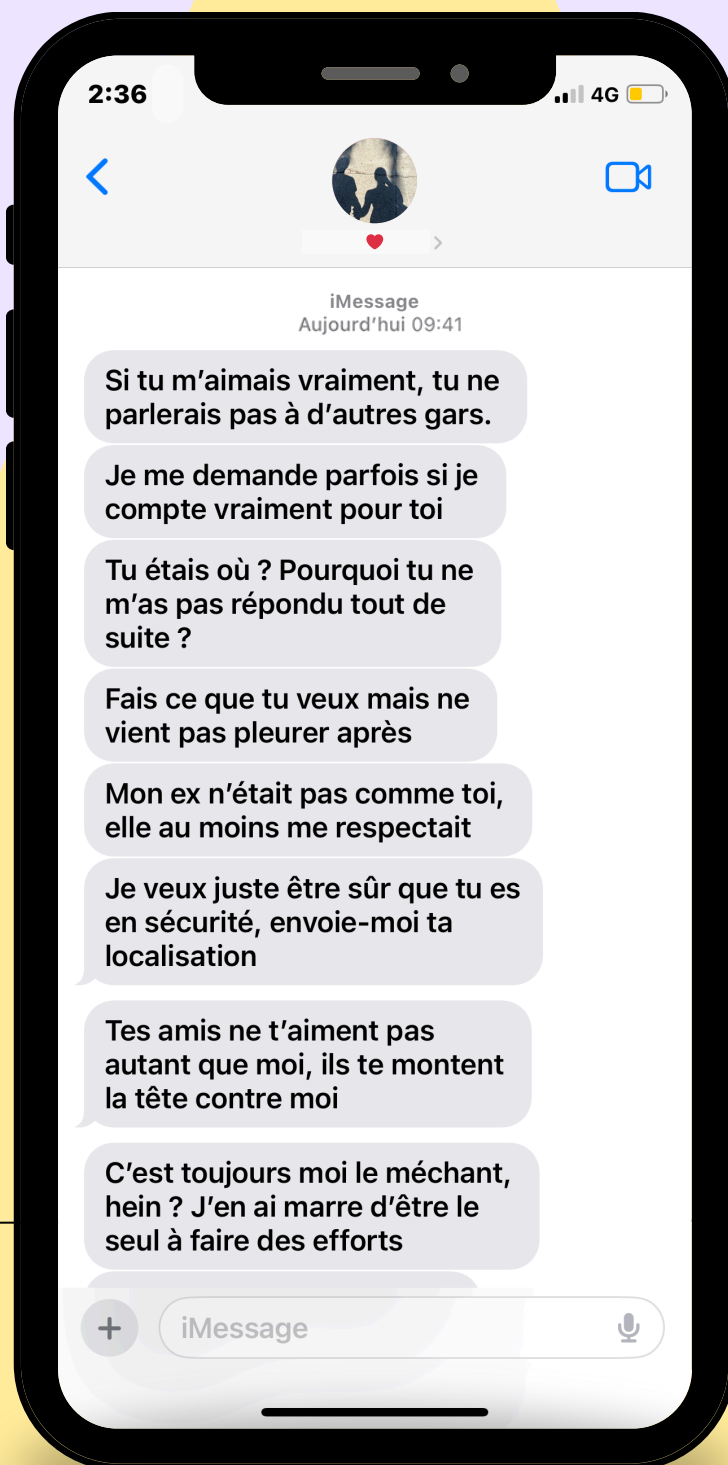 2:36
4G
❤️
iMessage
Aujourd’hui 09:41
Si tu m’aimais vraiment, tu ne
parlerais pas à d’autres gars.
Je me demande parfois si je
compte vraiment pour toi
Tu étais où ? Pourquoi tu ne
m’as pas répondu tout de
suite ?
Fais ce que tu veux mais ne
vient pas pleurer après
Mon ex n’était pas comme toi,
elle au moins me respectait
Je veux juste être sûr que tu es
en sécurité, envoie-moi ta
localisation
Tes amis ne t’aiment pas
autant que moi, ils te montent
la tête contre moi
C’est toujours moi le méchant,
hein ? J’en ai marre d’être le
seul à faire des efforts
iMessage